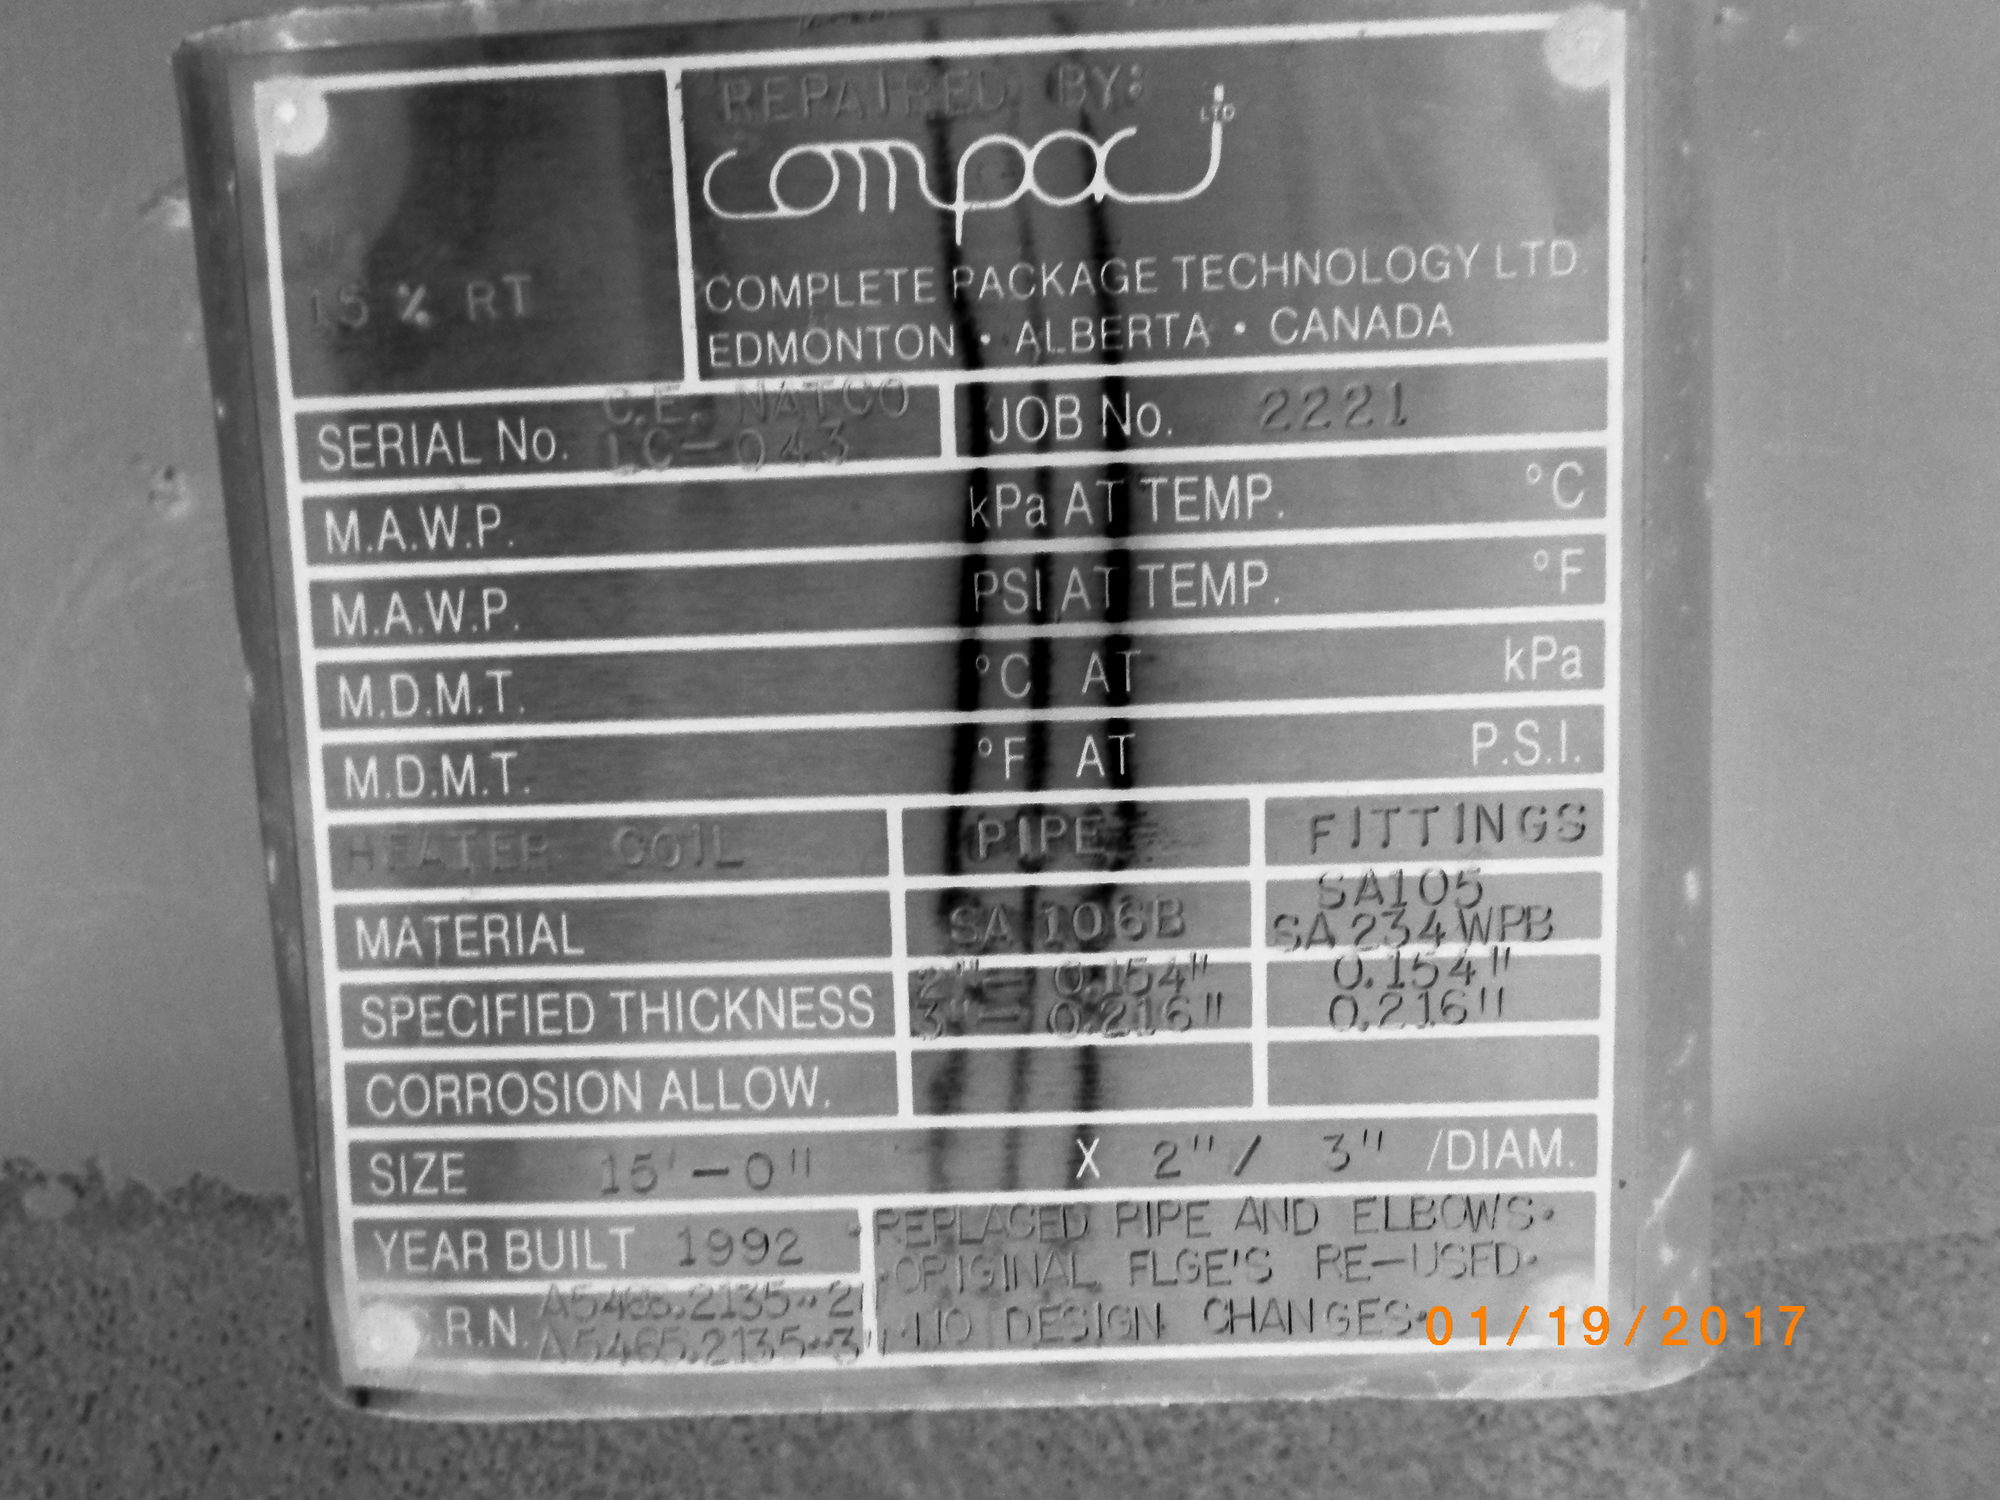 REPAIRED BY:
compact LTD
15 % RT
COMPLETE PACKAGE TECHNOLOGY LTD.
EDMONTON • ALBERTA • CANADA
C.E. NATCO
SERIAL No. LC-043 JOB No. 2221
M.A.W.P. kPa AT TEMP. °C
M.A.W.P. PSI AT TEMP. °F
M.D.M.T. °C AT kPa
M.D.M.T. °F AT P.S.I.
HEATER COIL PIPE FITTINGS
MATERIAL SA 106B SA105
SA 234 WPB
SPECIFIED THICKNESS 2"- 0.154" 0.154"
3"- 0.216" 0.216"
CORROSION ALLOW.
SIZE 15'-0" X 2" / 3" /DIAM.
YEAR BUILT 1992
C.R.N. A5465.2135-2"
A5465.2135-3"
•REPLACED PIPE AND ELBOWS•
•ORIGINAL FLGE'S RE-USED•
•NO DESIGN CHANGES•
01/19/2017